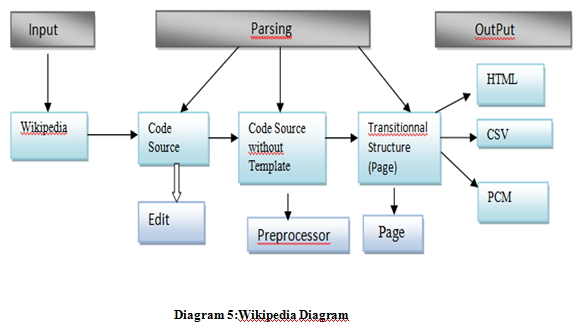 Input
Parsing
OutPut
Wikipedia
Code
Source
Code Source
without
Template
Transitionnal
Structure
(Page)
HTML
CSV
PCM
Edit
Preprocessor
Page
Diagram 5:Wikipedia Diagram